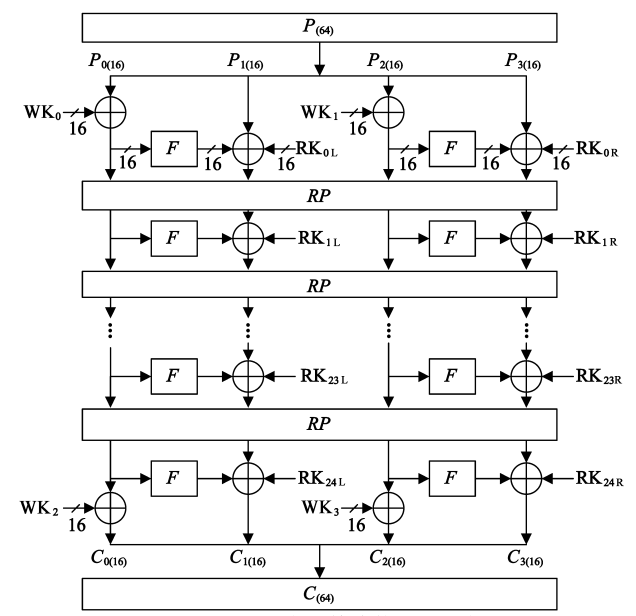 P(64)
P0(16) P1(16) P2(16) P3(16)
WK0 16 WK1 16
16 F 16 16 RK0L 16 F 16 16 RK0R
RP
F RK1L F RK1R
RP
F RK23L F RK23R
RP
F RK24L F RK24R
WK2 16 WK3 16
C0(16) C1(16) C2(16) C3(16)
C(64)